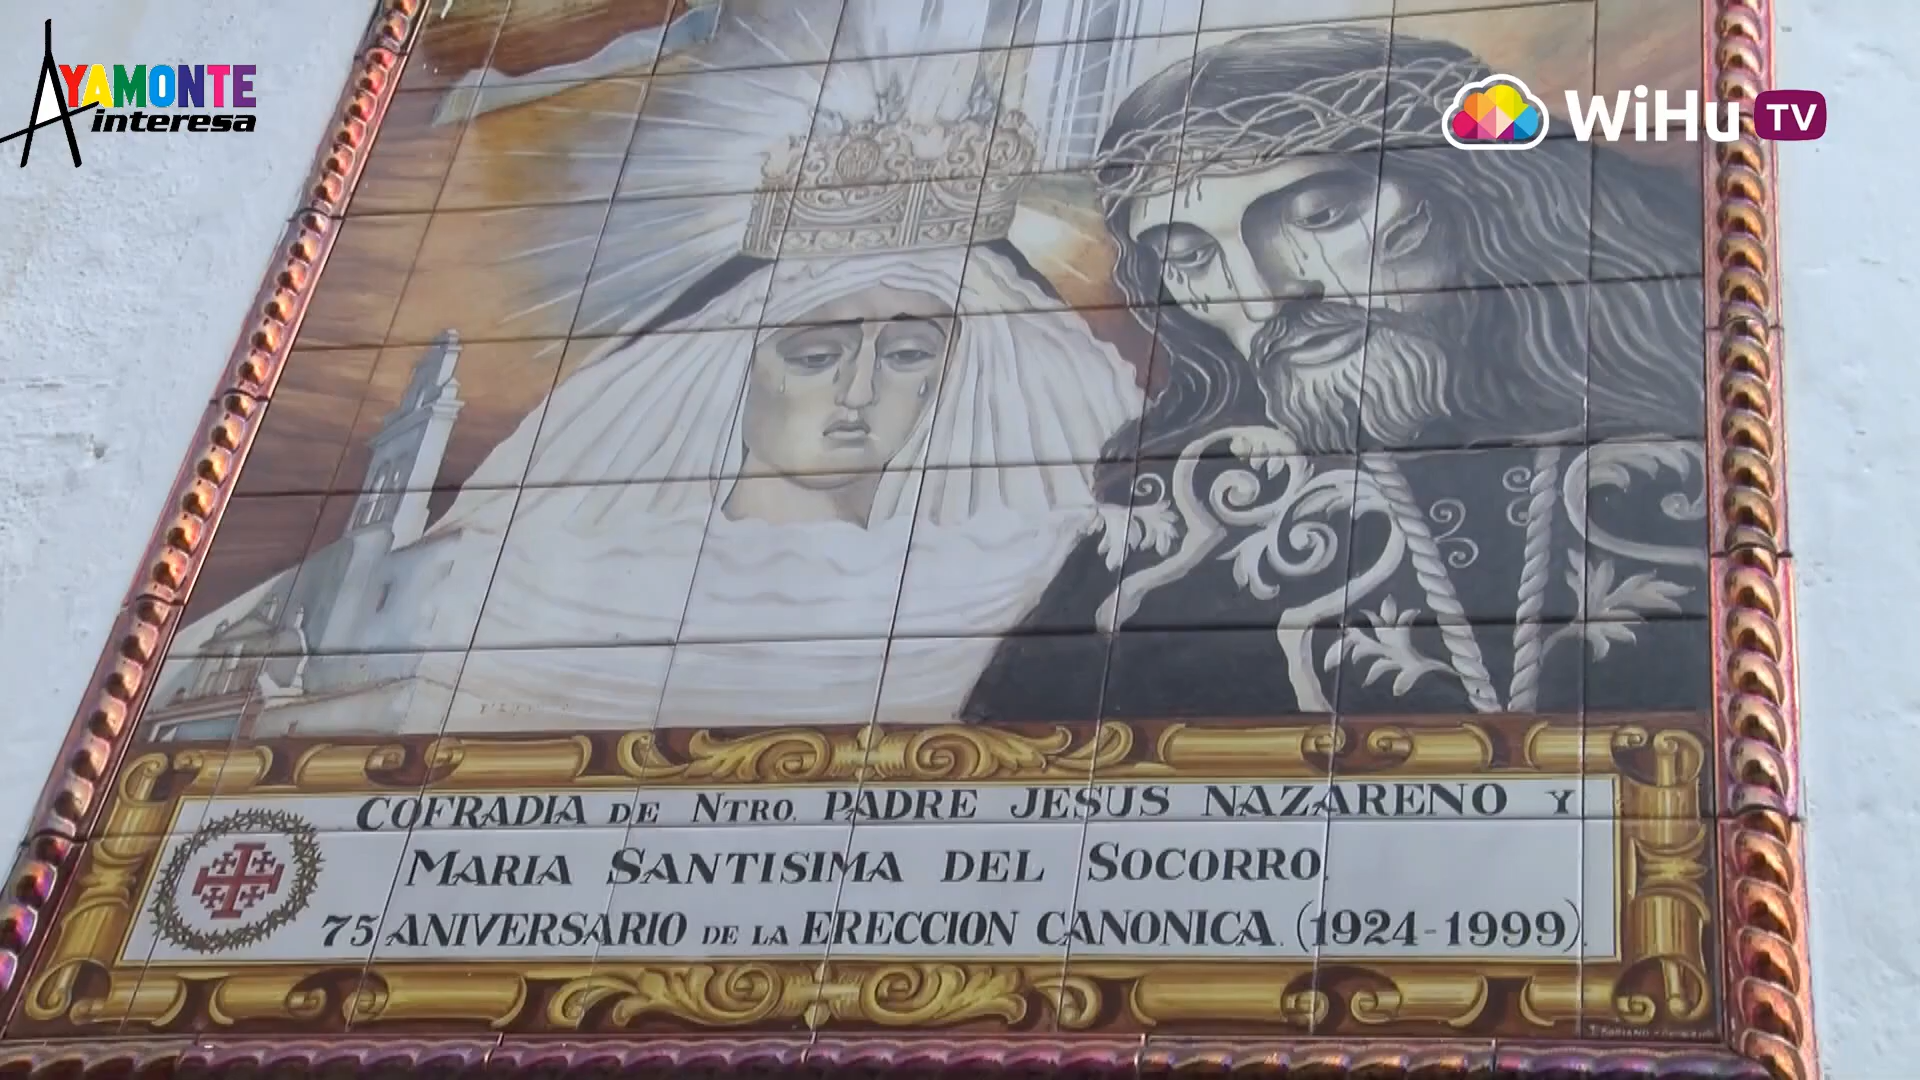 AYAMONTE
interesa
WiHu TV
COFRADIA DE NTRO. PADRE JESUS NAZARENO Y
MARIA SANTISIMA DEL SOCORRO.
75 ANIVERSARIO DE LA ERECCION CANONICA. (1924-1999).